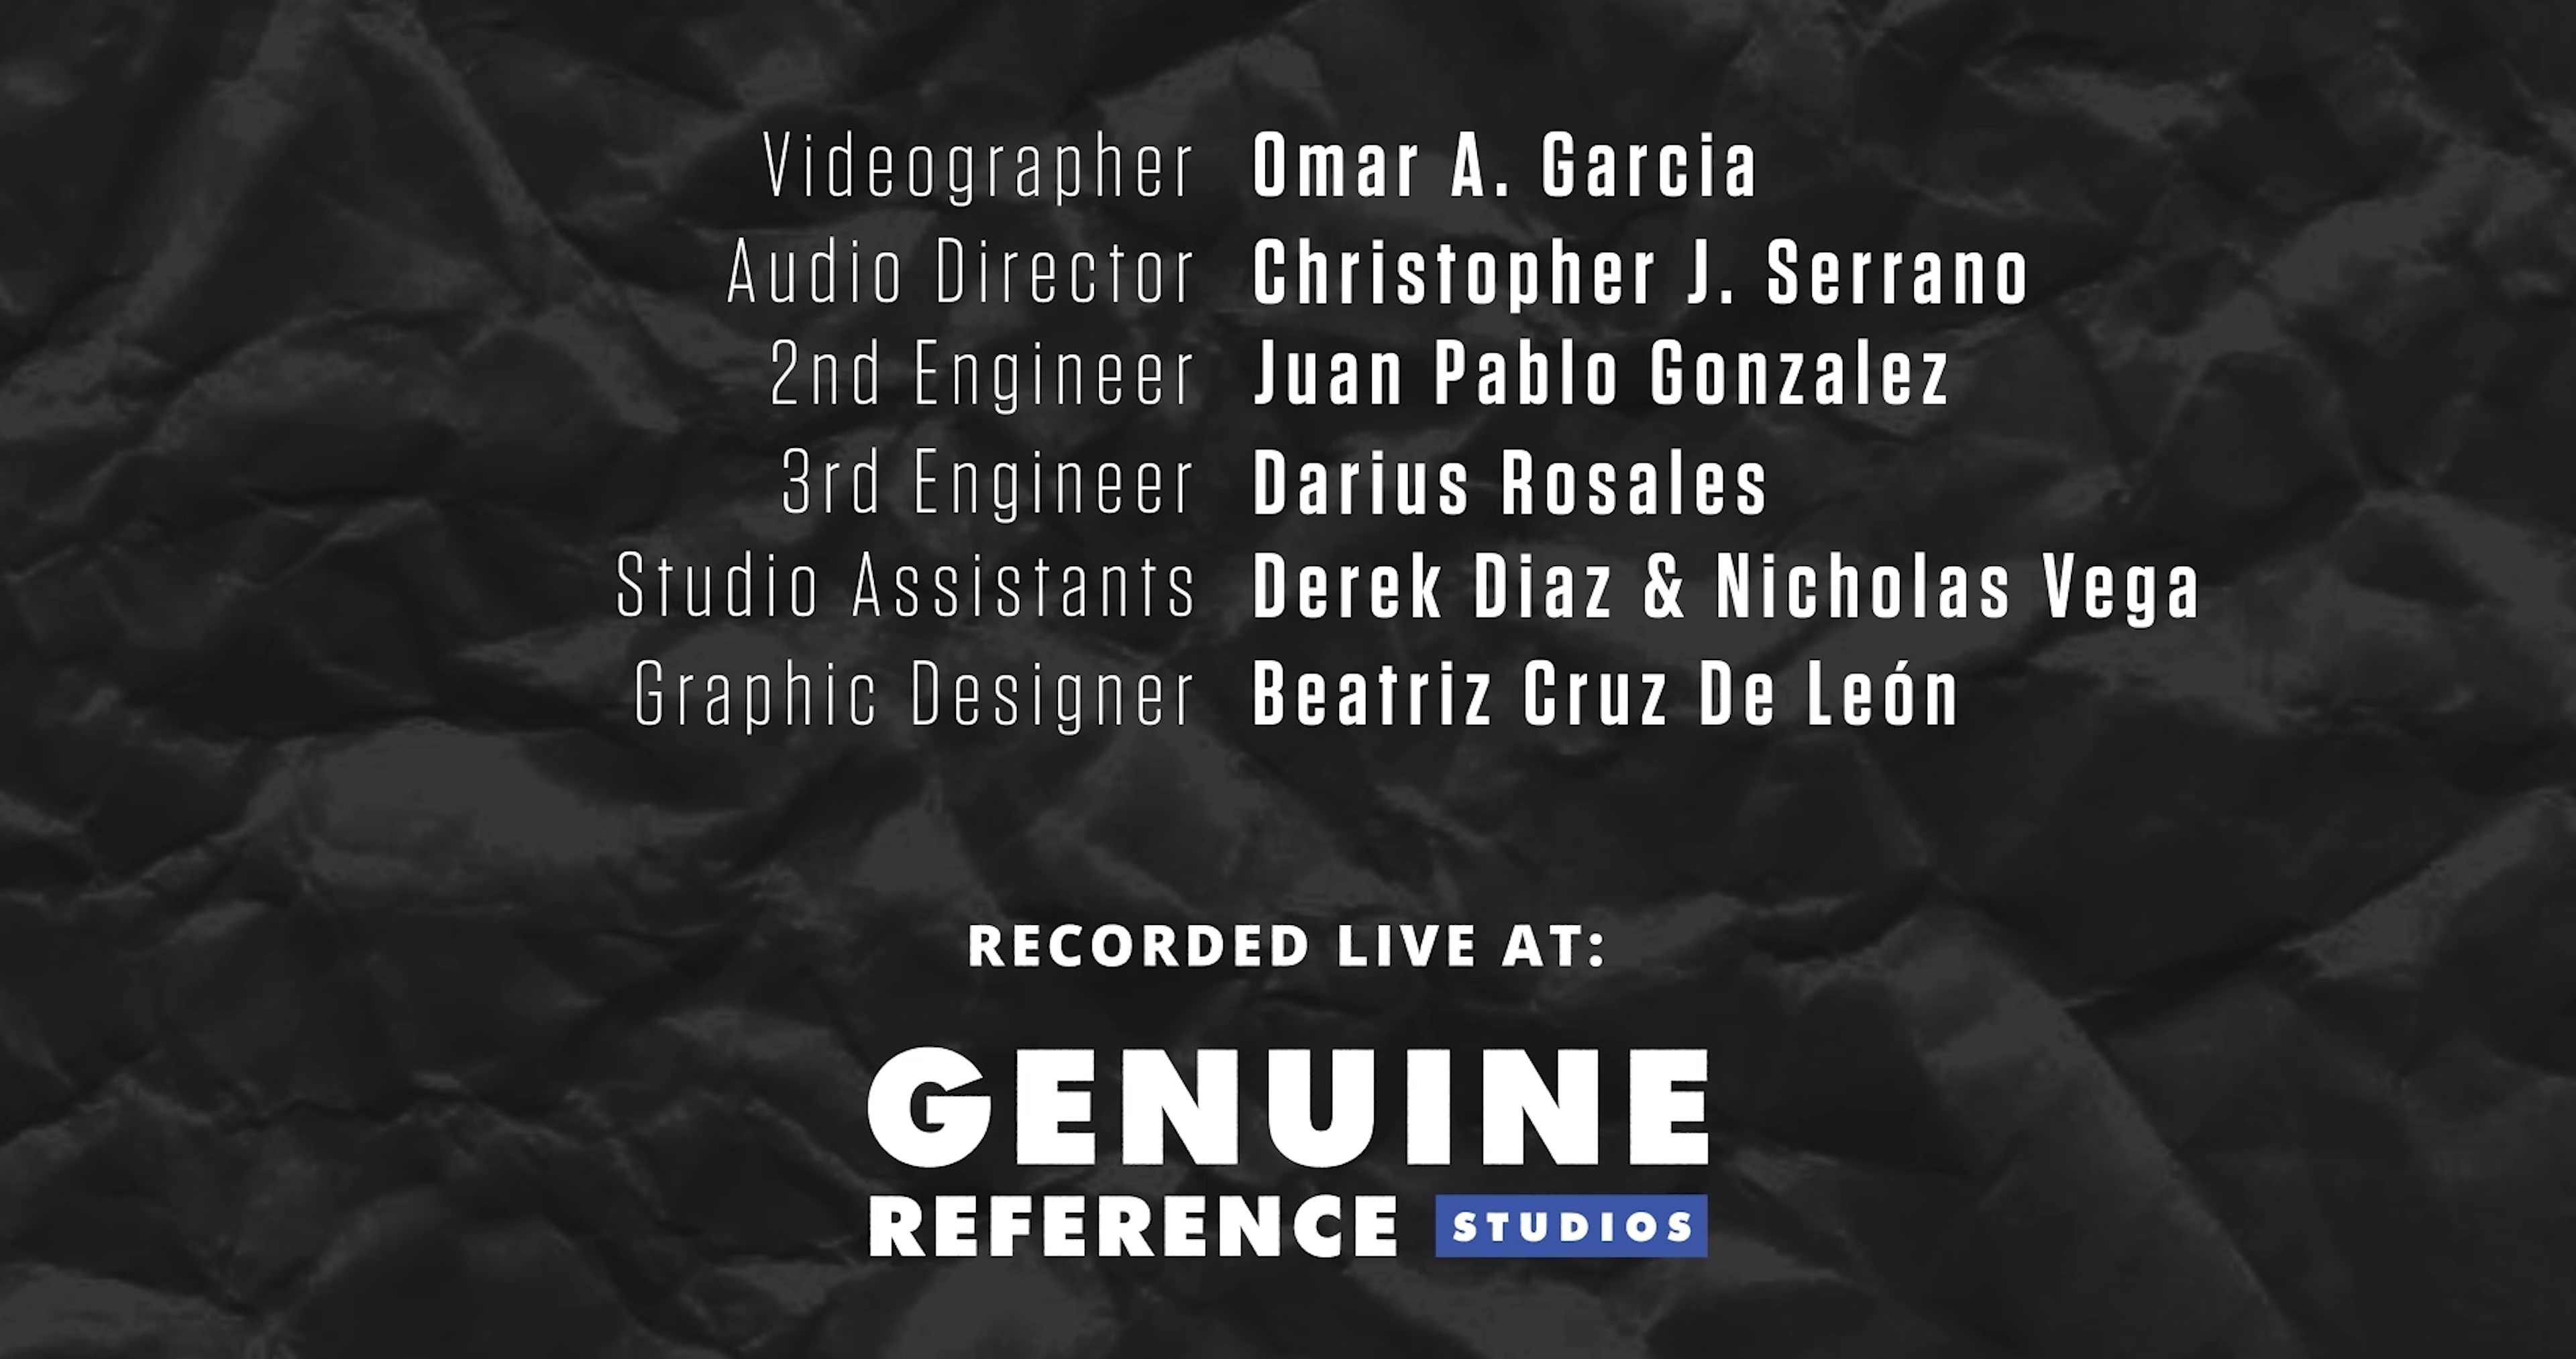 Videographer Omar A. Garcia
Audio Director Christopher J. Serrano
2nd Engineer Juan Pablo Gonzalez
3rd Engineer Darius Rosales
Studio Assistants Derek Diaz & Nicholas Vega
Graphic Designer Beatriz Cruz De León
RECORDED LIVE AT:
GENUINE
REFERENCE STUDIOS